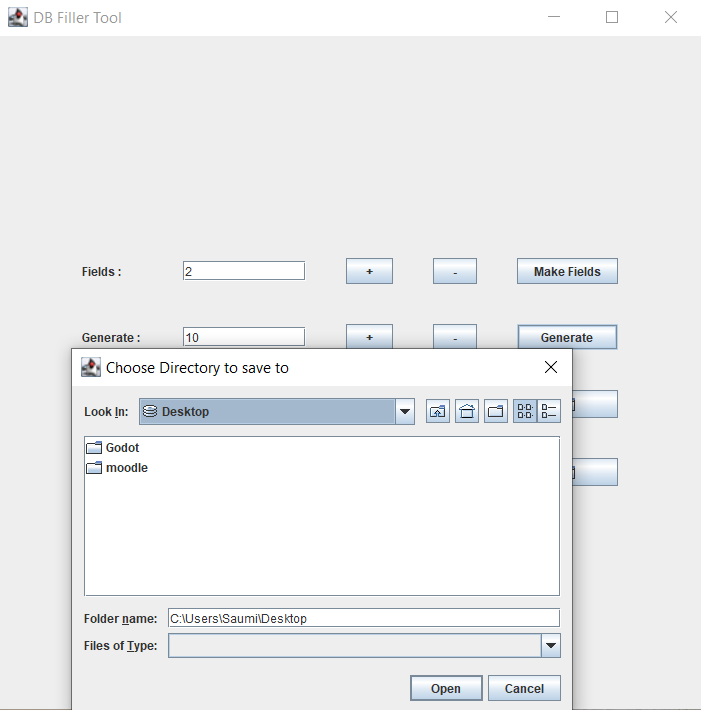 DB Filler Tool
Fields : 2 + - Make Fields
Generate : 10 + - Generate
Choose Directory to save to
Look In: Desktop
Godot
moodle
Folder name: C:\Users\Saumi\Desktop
Files of Type:
Open Cancel